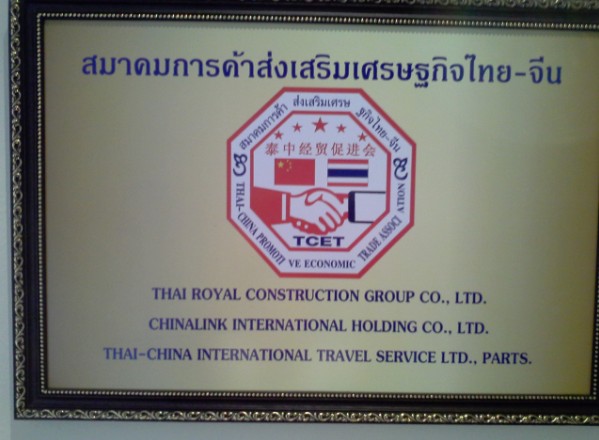 สมาคมการค้าส่งเสริมเศรษฐกิจไทย-จีน
สมาคมการค้า ส่งเสริมเศรษ ฐกิจไทย-จีน
泰中经贸促进会
TCET
THAI-CHINA PROMOTI VE ECONOMIC TRADE ASSOCI ATION
THAI ROYAL CONSTRUCTION GROUP CO., LTD.
CHINALINK INTERNATIONAL HOLDING CO., LTD.
THAI-CHINA INTERNATIONAL TRAVEL SERVICE LTD., PARTS.